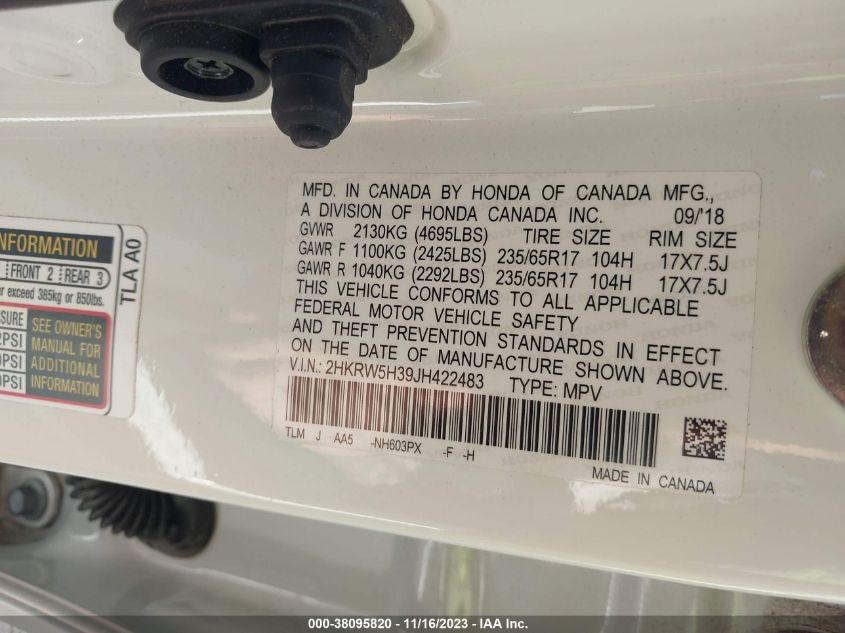 MFD. IN CANADA BY HONDA OF CANADA MFG.,
A DIVISION OF HONDA CANADA INC. 09/'18
GVWR 2130KG (4695LBS) TIRE SIZE RIM SIZE
GAWR F 1100KG (2425LBS) 235/65R17 104H 17X7.5J
GAWR R 1040KG (2292LBS) 235/65R17 104H 17X7.5J
THIS VEHICLE CONFORMS TO ALL APPLICABLE
FEDERAL MOTOR VEHICLE SAFETY
AND THEFT PREVENTION STANDARDS IN EFFECT
ON THE DATE OF MANUFACTURE SHOWN ABOVE.
V.I.N.: 2HKRW5H39JH422483 TYPE: MPV
TLM J AA5 -NH603PX -F -H
MADE IN CANADA
INFORMATION
FRONT 2 REAR 3
exceed 385kg or 850lbs.
TLA A0
SEE OWNER'S
MANUAL FOR
ADDITIONAL
INFORMATION
000-38095820 - 11/16/2023 - IAA Inc.